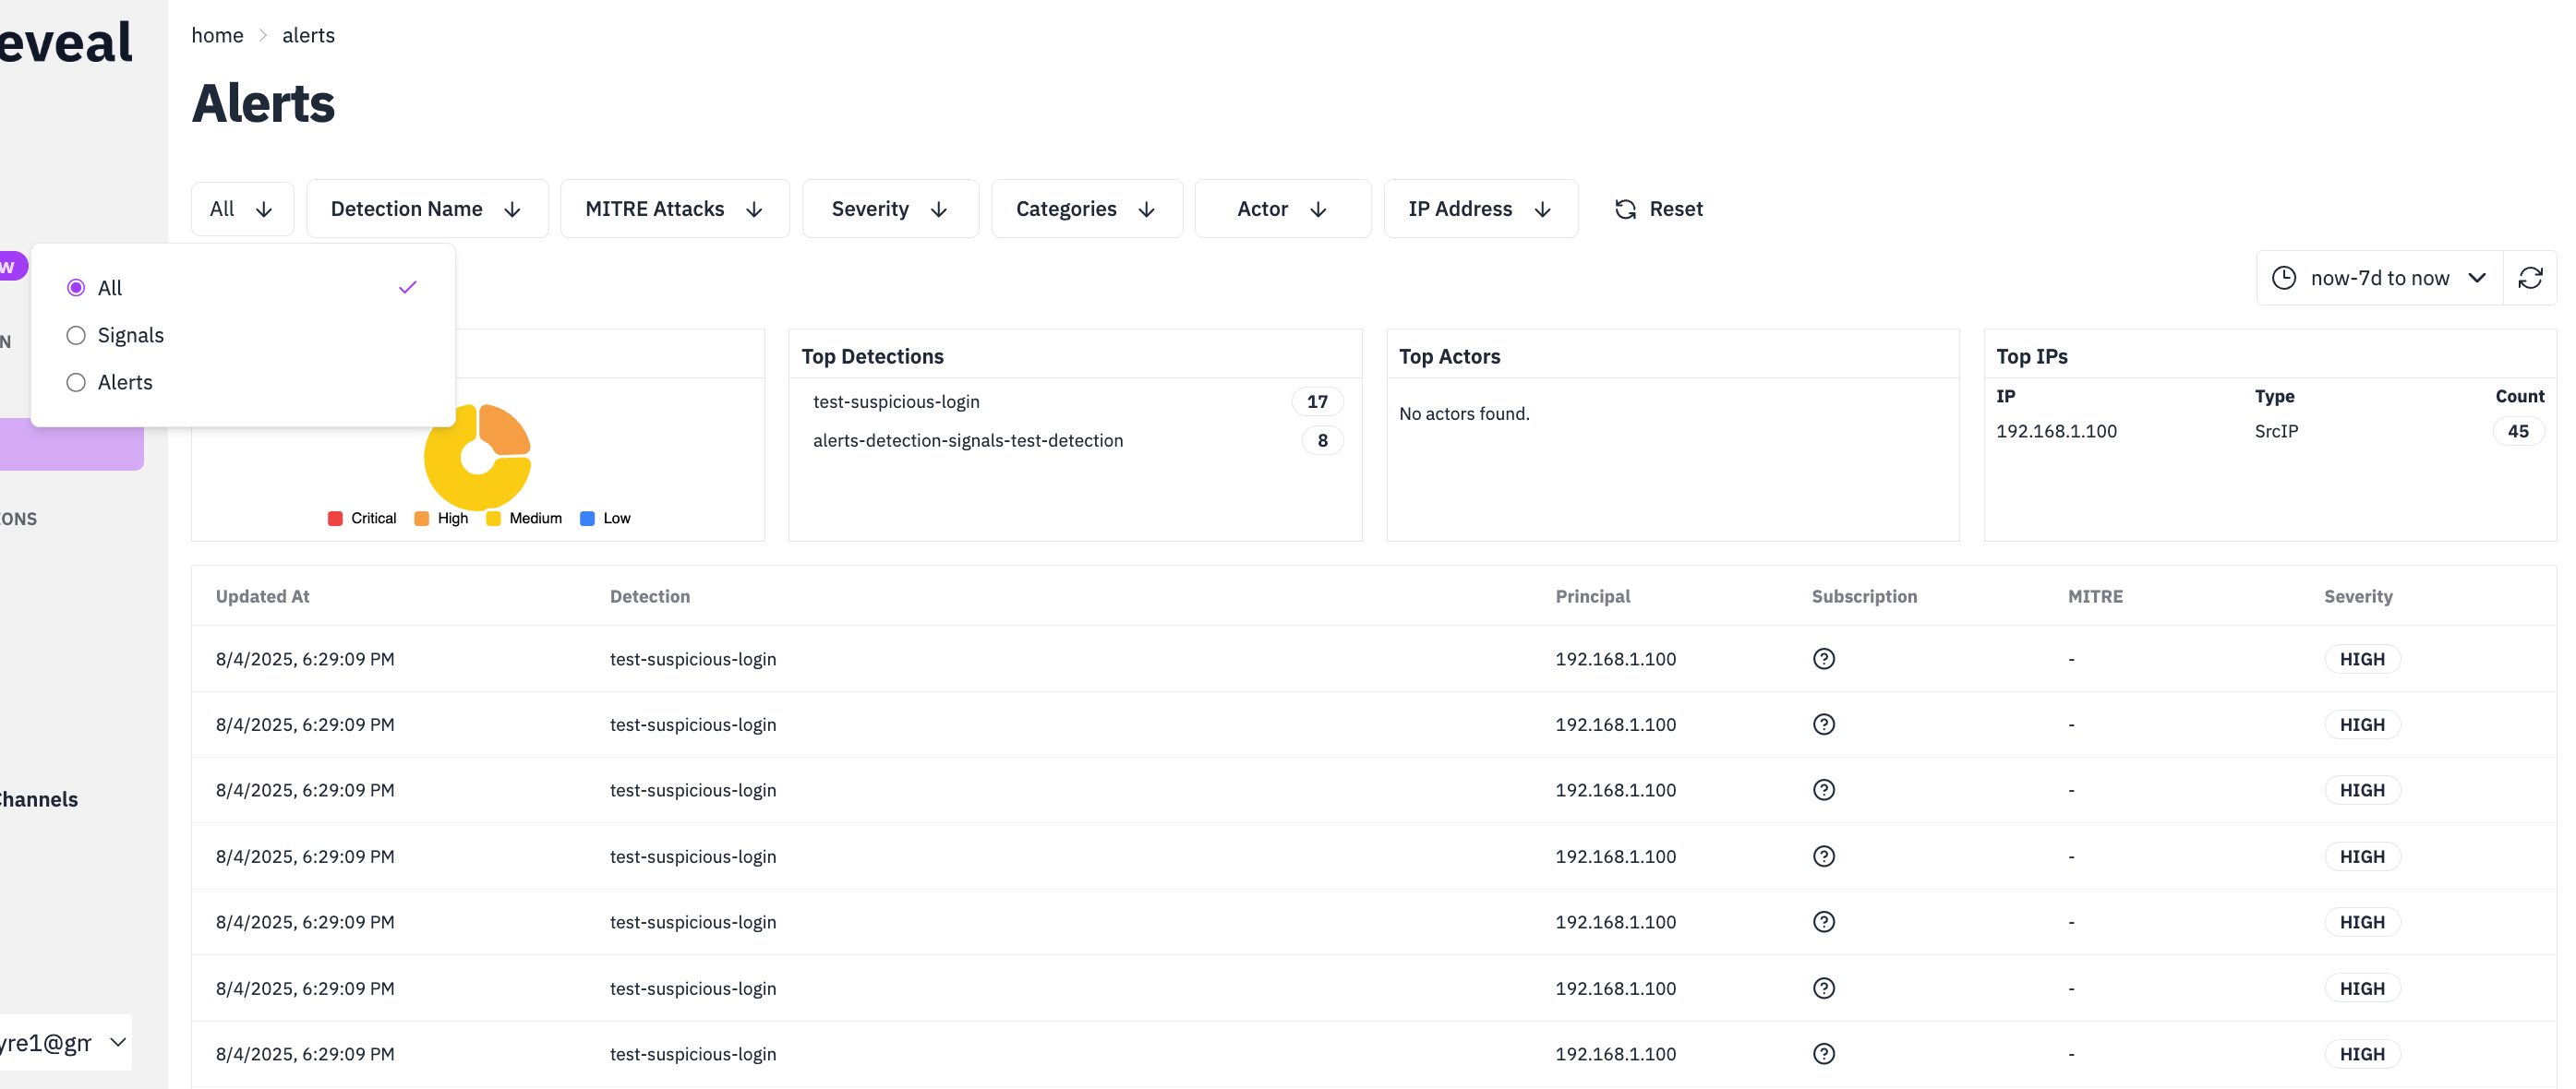 eveal
home > alerts
Alerts
All Detection Name MITRE Attacks Severity Categories Actor IP Address Reset
All
Signals
Alerts
now-7d to now
Top Detections
test-suspicious-login 17
alerts-detection-signals-test-detection 8
Top Actors
No actors found.
Top IPs
IP Type Count
192.168.1.100 SrcIP 45
Critical High Medium Low
W
N
IONS
Channels
yre1@gm
Updated At Detection Principal Subscription MITRE Severity
8/4/2025, 6:29:09 PM test-suspicious-login 192.168.1.100 - HIGH
8/4/2025, 6:29:09 PM test-suspicious-login 192.168.1.100 - HIGH
8/4/2025, 6:29:09 PM test-suspicious-login 192.168.1.100 - HIGH
8/4/2025, 6:29:09 PM test-suspicious-login 192.168.1.100 - HIGH
8/4/2025, 6:29:09 PM test-suspicious-login 192.168.1.100 - HIGH
8/4/2025, 6:29:09 PM test-suspicious-login 192.168.1.100 - HIGH
8/4/2025, 6:29:09 PM test-suspicious-login 192.168.1.100 - HIGH